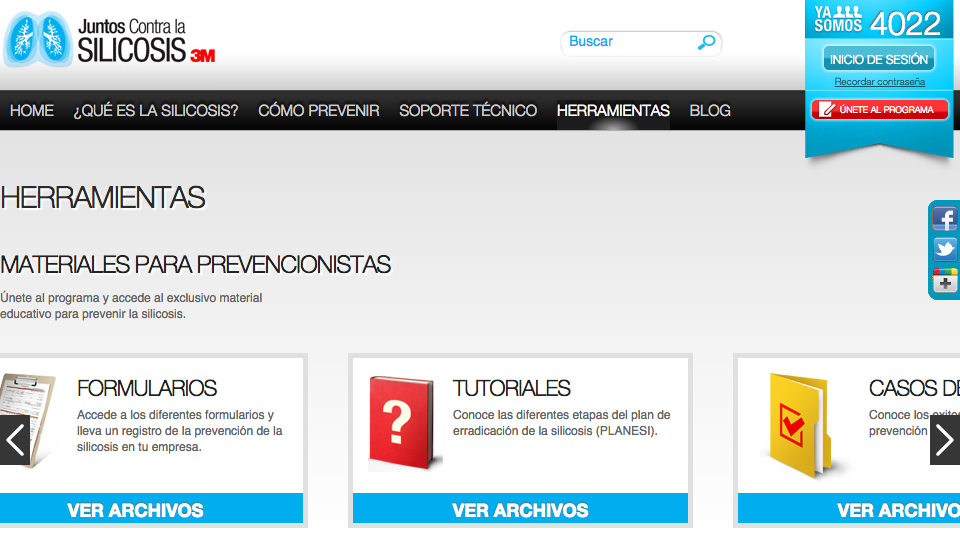 Juntos Contra la
SILICOSIS 3M
Buscar
YA
SOMOS 4022
INICIO DE SESIÓN
Recordar contraseña
ÚNETE AL PROGRAMA
HOME ¿QUÉ ES LA SILICOSIS? CÓMO PREVENIR SOPORTE TÉCNICO HERRAMIENTAS BLOG
HERRAMIENTAS
MATERIALES PARA PREVENCIONISTAS
Únete al programa y accede al exclusivo material
educativo para prevenir la silicosis.
FORMULARIOS
Accede a los diferentes formularios y
lleva un registro de la prevención de la
silicosis en tu empresa.
VER ARCHIVOS
?
TUTORIALES
Conoce las diferentes etapas del plan de
erradicación de la silicosis (PLANESI).
VER ARCHIVOS
CASOS DE
Conoce los
prevención
VER ARCHIVO